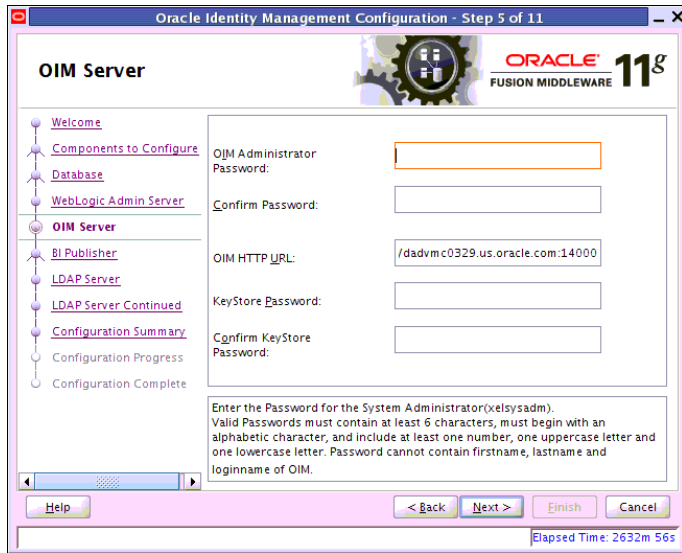 Oracle Identity Management Configuration - Step 5 of 11
OIM Server
ORACLE
FUSION MIDDLEWARE 11g
Welcome
Components to Configure
Database
WebLogic Admin Server
OIM Server
BI Publisher
LDAP Server
LDAP Server Continued
Configuration Summary
Configuration Progress
Configuration Complete
OIM Administrator
Password:
Confirm Password:
OIM HTTP URL:
/dadvmc0329.us.oracle.com:14000
KeyStore Password:
Confirm KeyStore
Password:
Enter the Password for the System Administrator(xelsysadm).
Valid Passwords must contain at least 6 characters, must begin with an
alphabetic character, and include at least one number, one uppercase letter and
one lowercase letter. Password cannot contain firstname, lastname and
loginname of OIM.
Help
< Back
Next >
Finish
Cancel
Elapsed Time: 2632m 56s